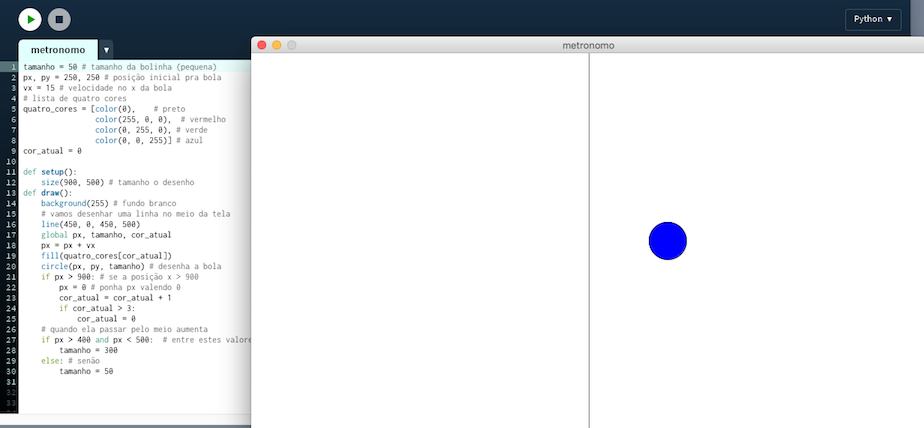 Python ▾
metronomo ▾
metronomo
1 tamanho = 50 # tamanho da bolinha (pequena)
2 px, py = 250, 250 # posição inicial pra bola
3 vx = 15 # velocidade no x da bola
4 # lista de quatro cores
5 quatro_cores = [color(0),    # preto
6                 color(255, 0, 0),  # vermelho
7                 color(0, 255, 0), # verde
8                 color(0, 0, 255)] # azul
9 cor_atual = 0
10
11 def setup():
12     size(900, 500) # tamanho o desenho
13 def draw():
14     background(255) # fundo branco
15     # vamos desenhar uma linha no meio da tela
16     line(450, 0, 450, 500)
17     global px, tamanho, cor_atual
18     px = px + vx
19     fill(quatro_cores[cor_atual])
20     circle(px, py, tamanho) # desenha a bola
21     if px > 900: # se a posição x > 900
22         px = 0 # ponha px valendo 0
23         cor_atual = cor_atual + 1
24         if cor_atual > 3:
25             cor_atual = 0
26     # quando ela passar pelo meio aumenta
27     if px > 400 and px < 500:  # entre estes valore
28         tamanho = 300
29     else: # senão
30         tamanho = 50
31
32
33